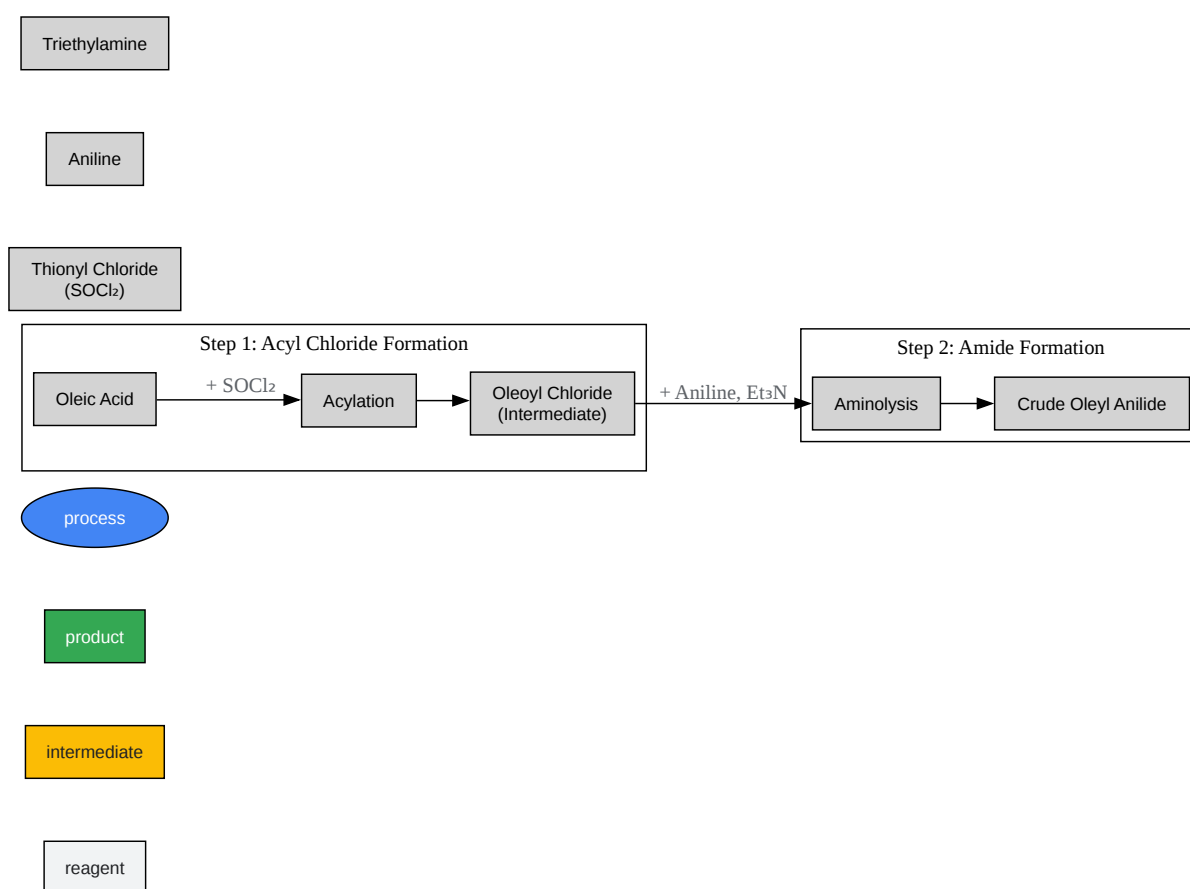 Triethylamine
Aniline
Thionyl Chloride
(SOCl₂)
Step 1: Acyl Chloride Formation
Oleic Acid
+ SOCl₂
Acylation
Oleoyl Chloride
(Intermediate)
+ Aniline, Et₃N
Step 2: Amide Formation
Aminolysis
Crude Oleyl Anilide
process
product
intermediate
reagent